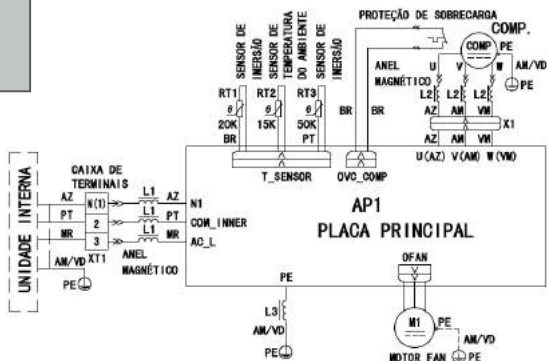 PROTEÇÃO DE SOBRECARGA
COMP.
SENSOR DE
INERSÃO
SENSOR DE
TEMPERATURA
DO AMBIENTE
SENSOR DE
INERSÃO
COMP
PE
AM/VD
PE
ANEL
MAGNÉTICO
U
V
W
L2
L2
L2
RT1
RT2
RT3
θ
θ
θ
20K
15K
50K
BR
PT
BR
BR
AZ
AM
VM
X1
AZ
AM
VM
T_SENSOR
OVC_COMP
U(AZ) V(AM) W(VM)
UNIDADE INTERNA
CAIXA DE
TERMINAIS
AZ
N(1)
L1
AZ
N1
PT
2
L1
PT
COM_INNER
MR
3
L1
MR
AC_L
AM/VD
XT1
ANEL
MAGNÉTICO
PE
AP1
PLACA PRINCIPAL
OFAN
PE
L3
AM/VD
PE
M1
PE
AM/VD
MOTOR FAN
PE